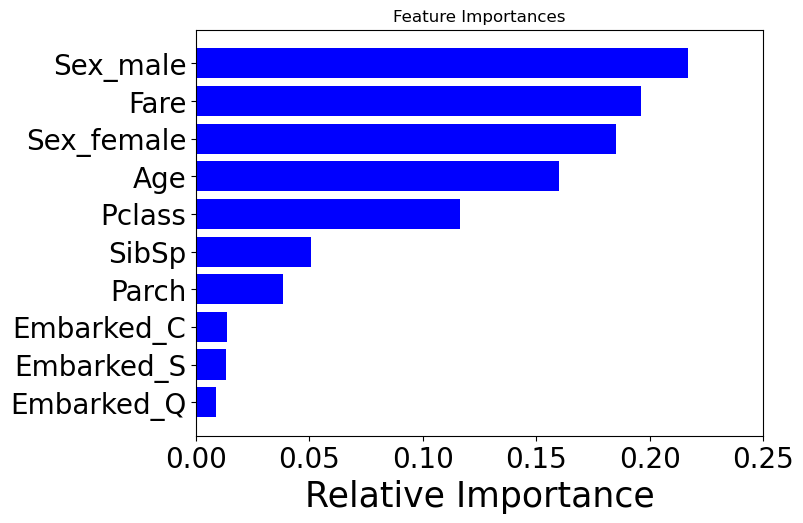 Feature Importances
Sex_male
Fare
Sex_female
Age
Pclass
SibSp
Parch
Embarked_C
Embarked_S
Embarked_Q
0.00 0.05 0.10 0.15 0.20 0.25
Relative Importance